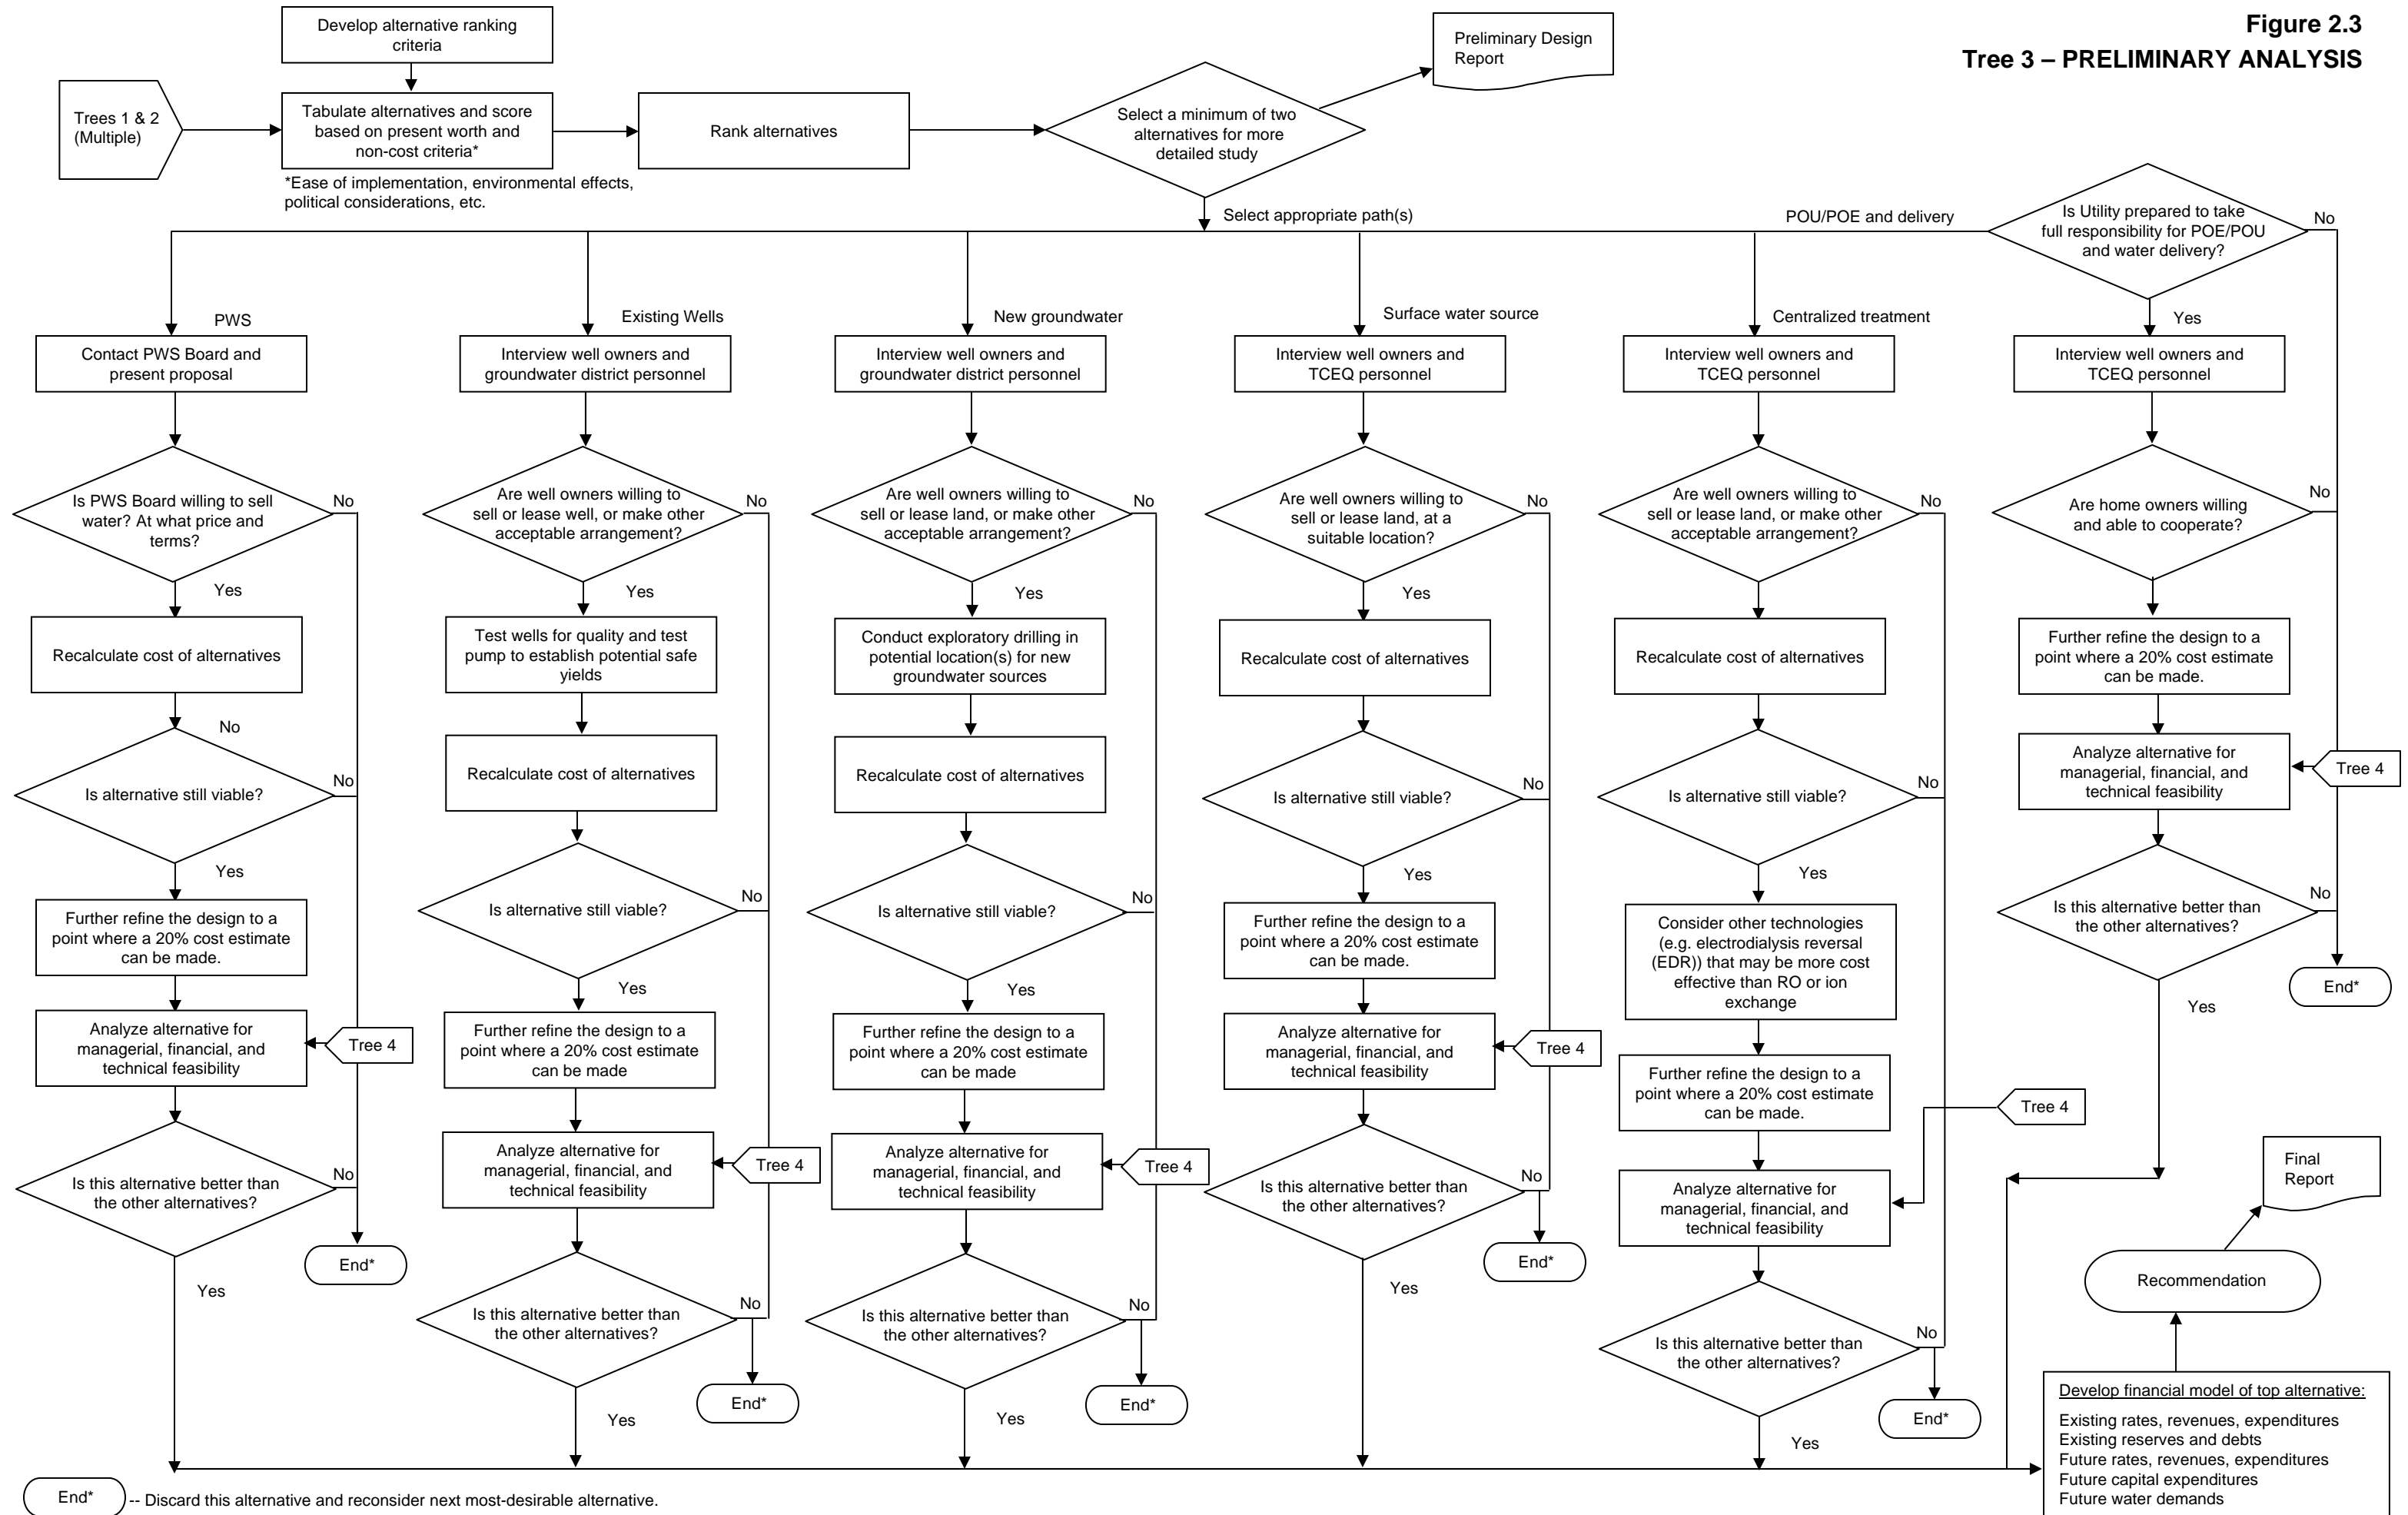 Figure 2.3
Tree 3 – PRELIMINARY ANALYSIS
Develop alternative ranking
criteria
Trees 1 & 2
(Multiple)
Tabulate alternatives and score
based on present worth and
non-cost criteria*
*Ease of implementation, environmental effects,
political considerations, etc.
Rank alternatives
Select a minimum of two
alternatives for more
detailed study
Preliminary Design
Report
Select appropriate path(s)
POU/POE and delivery
Is Utility prepared to take
full responsibility for POE/POU
and water delivery?
No
Yes
PWS
Contact PWS Board and
present proposal
Is PWS Board willing to sell
water? At what price and
terms?
No
Yes
Recalculate cost of alternatives
No
Is alternative still viable?
No
Yes
Further refine the design to a
point where a 20% cost estimate
can be made.
Analyze alternative for
managerial, financial, and
technical feasibility
Tree 4
Is this alternative better than
the other alternatives?
No
End*
Yes
Existing Wells
Interview well owners and
groundwater district personnel
Are well owners willing to
sell or lease well, or make other
acceptable arrangement?
No
Yes
Test wells for quality and test
pump to establish potential safe
yields
Recalculate cost of alternatives
Is alternative still viable?
No
Yes
Further refine the design to a
point where a 20% cost estimate
can be made
Analyze alternative for
managerial, financial, and
technical feasibility
Tree 4
Is this alternative better than
the other alternatives?
No
End*
Yes
New groundwater
Interview well owners and
groundwater district personnel
Are well owners willing to
sell or lease land, or make other
acceptable arrangement?
No
Yes
Conduct exploratory drilling in
potential location(s) for new
groundwater sources
Recalculate cost of alternatives
Is alternative still viable?
No
Yes
Further refine the design to a
point where a 20% cost estimate
can be made
Analyze alternative for
managerial, financial, and
technical feasibility
Tree 4
Is this alternative better than
the other alternatives?
No
End*
Yes
Surface water source
Interview well owners and
TCEQ personnel
Are well owners willing to
sell or lease land, at a
suitable location?
No
Yes
Recalculate cost of alternatives
Is alternative still viable?
No
Yes
Further refine the design to a
point where a 20% cost estimate
can be made.
Analyze alternative for
managerial, financial, and
technical feasibility
Tree 4
Is this alternative better than
the other alternatives?
No
End*
Yes
Centralized treatment
Interview well owners and
TCEQ personnel
Are well owners willing to
sell or lease land, or make other
acceptable arrangement?
No
Yes
Recalculate cost of alternatives
Is alternative still viable?
No
Yes
Consider other technologies
(e.g. electrodialysis reversal
(EDR)) that may be more cost
effective than RO or ion
exchange
Further refine the design to a
point where a 20% cost estimate
can be made.
Tree 4
Analyze alternative for
managerial, financial, and
technical feasibility
Is this alternative better than
the other alternatives?
No
End*
Yes
Interview well owners and
TCEQ personnel
Are home owners willing
and able to cooperate?
No
Further refine the design to a
point where a 20% cost estimate
can be made.
Analyze alternative for
managerial, financial, and
technical feasibility
Tree 4
Is this alternative better than
the other alternatives?
No
End*
Yes
Final
Report
Recommendation
Develop financial model of top alternative:
Existing rates, revenues, expenditures
Existing reserves and debts
Future rates, revenues, expenditures
Future capital expenditures
Future water demands
End* -- Discard this alternative and reconsider next most-desirable alternative.